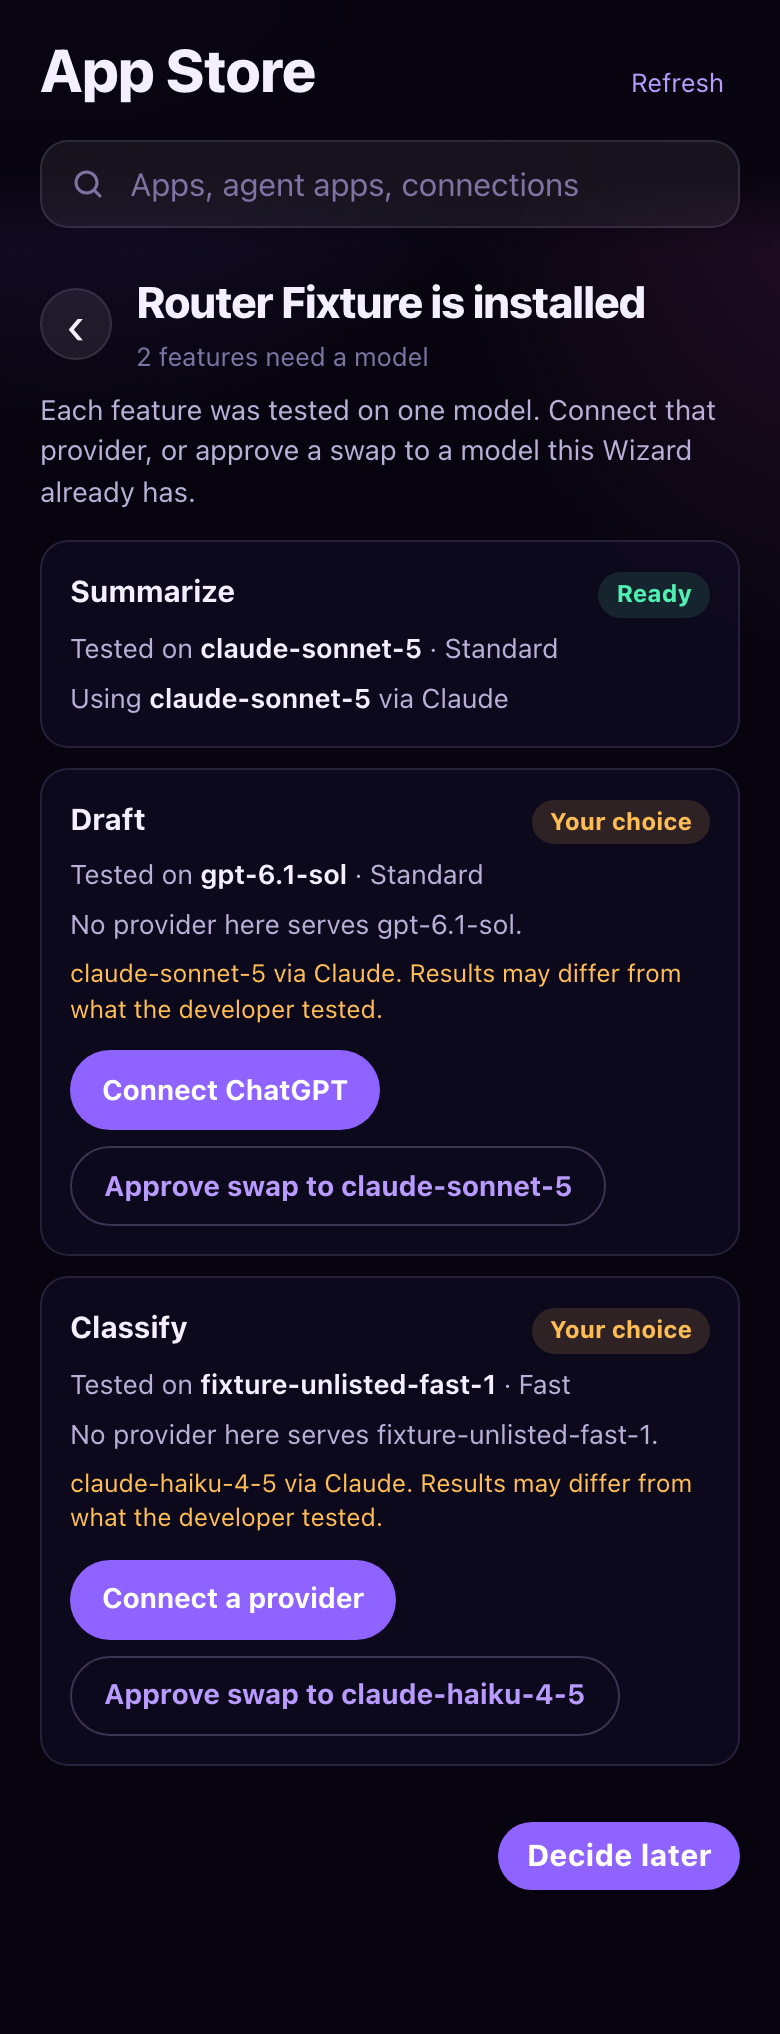 App Store
Refresh
Apps, agent apps, connections
‹
Router Fixture is installed
2 features need a model
Each feature was tested on one model. Connect that
provider, or approve a swap to a model this Wizard
already has.
Summarize
Ready
Tested on claude-sonnet-5 · Standard
Using claude-sonnet-5 via Claude
Draft
Your choice
Tested on gpt-6.1-sol · Standard
No provider here serves gpt-6.1-sol.
claude-sonnet-5 via Claude. Results may differ from
what the developer tested.
Connect ChatGPT
Approve swap to claude-sonnet-5
Classify
Your choice
Tested on fixture-unlisted-fast-1 · Fast
No provider here serves fixture-unlisted-fast-1.
claude-haiku-4-5 via Claude. Results may differ from
what the developer tested.
Connect a provider
Approve swap to claude-haiku-4-5
Decide later